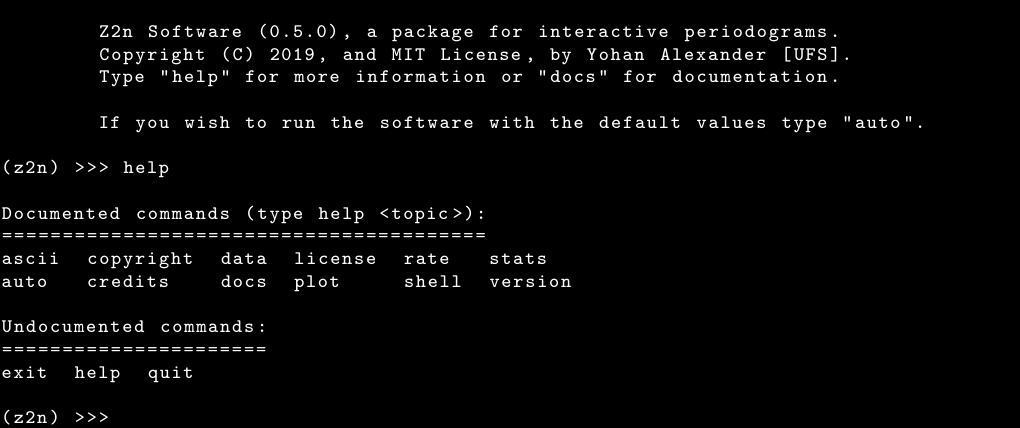 Z2n Software (0.5.0), a package for interactive periodograms.
Copyright (C) 2019, and MIT License, by Yohan Alexander [UFS].
Type "help" for more information or "docs" for documentation.
If you wish to run the software with the default values type "auto".
(z2n) >>> help
Documented commands (type help <topic>):
========================================
ascii copyright data license rate stats
auto credits docs plot shell version
Undocumented commands:
======================
exit help quit
(z2n) >>>